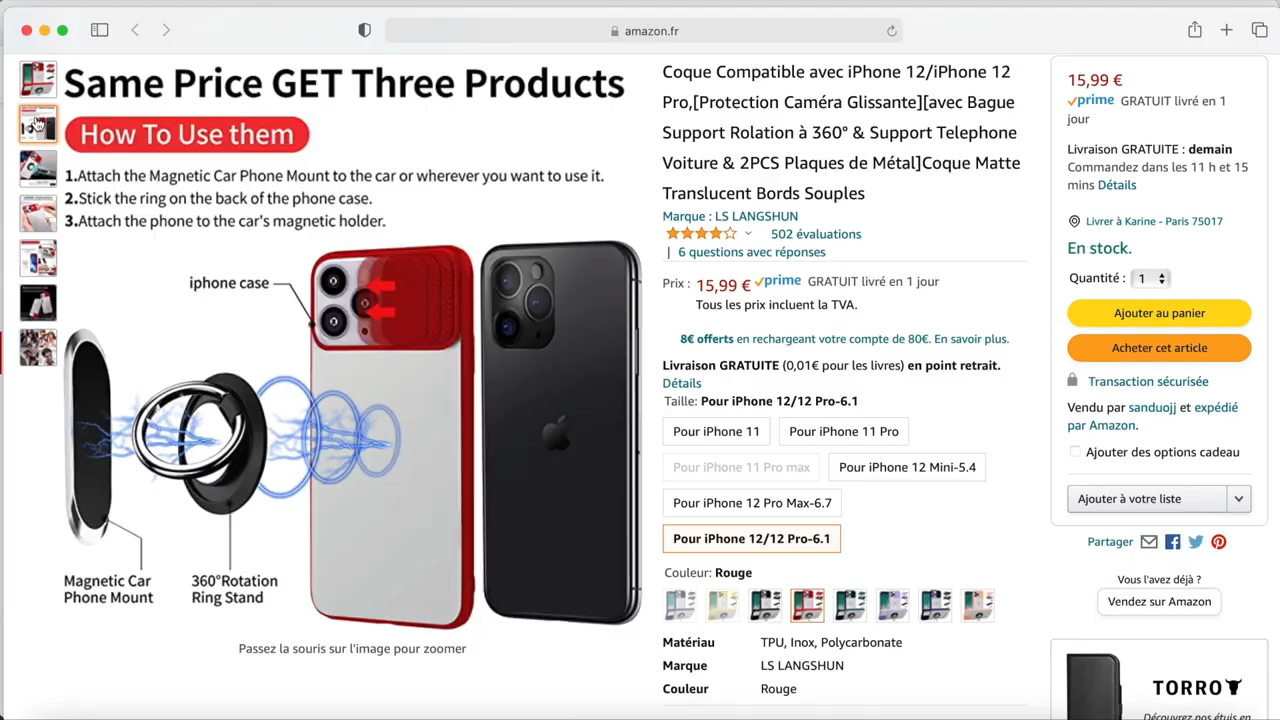 amazon.fr
Same Price GET Three Products
How To Use them
1.Attach the Magnetic Car Phone Mount to the car or wherever you want to use it.
2.Stick the ring on the back of the phone case.
3.Attach the phone to the car's magnetic holder.
iphone case
Magnetic Car
Phone Mount
360°Rotation
Ring Stand
Passez la souris sur l'image pour zoomer
Coque Compatible avec iPhone 12/iPhone 12
Pro,[Protection Caméra Glissante][avec Bague
Support Rolation à 360° & Support Telephone
Voiture & 2PCS Plaques de Métal]Coque Matte
Translucent Bords Souples
Marque : LS LANGSHUN
502 évaluations
| 6 questions avec réponses
Prix : 15,99 € prime GRATUIT livré en 1 jour
Tous les prix incluent la TVA.
8€ offerts en rechargeant votre compte de 80€. En savoir plus.
Livraison GRATUITE (0,01€ pour les livres) en point retrait.
Détails
Taille: Pour iPhone 12/12 Pro-6.1
Pour iPhone 11
Pour iPhone 11 Pro
Pour iPhone 11 Pro max
Pour iPhone 12 Mini-5.4
Pour iPhone 12 Pro Max-6.7
Pour iPhone 12/12 Pro-6.1
Couleur: Rouge
Matériau TPU, Inox, Polycarbonate
Marque LS LANGSHUN
Couleur Rouge
15,99 €
prime GRATUIT livré en 1
jour
Livraison GRATUITE : demain
Commandez dans les 11 h et 15
mins Détails
Livrer à Karine - Paris 75017
En stock.
Quantité : 1
Ajouter au panier
Acheter cet article
Transaction sécurisée
Vendu par sanduojj et expédié
par Amazon.
Ajouter des options cadeau
Ajouter à votre liste
Partager
Vous l'avez déjà ?
Vendez sur Amazon
TORRO
Découvrez nos étuis en